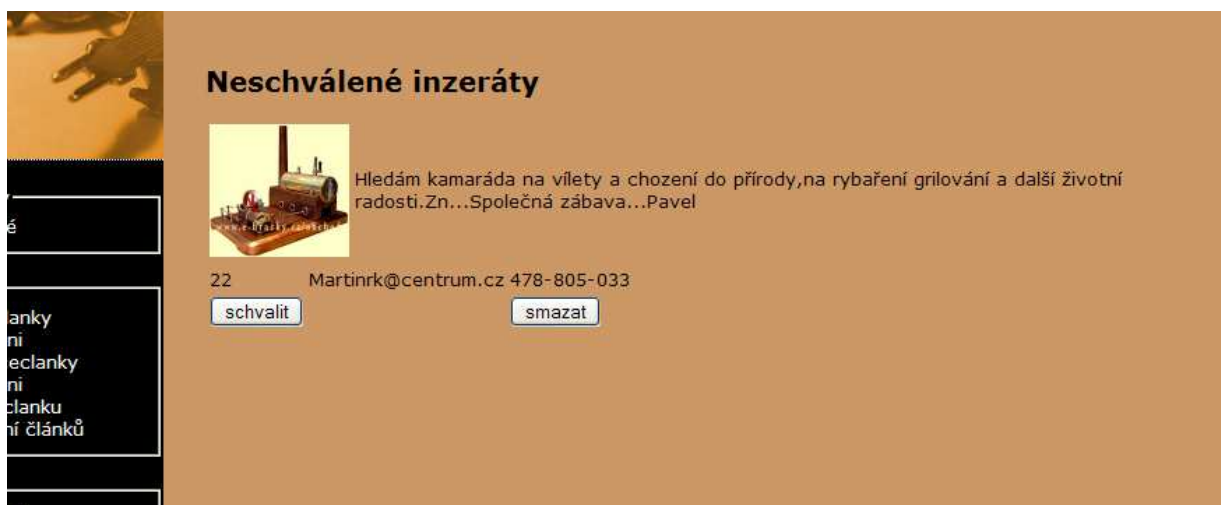 Neschválené inzeráty
Hledám kamaráda na vílety a chození do přírody,na rybaření grilování a další životní
radosti.Zn...Společná zábava...Pavel
22 Martinrk@centrum.cz 478-805-033
schvalit smazat
é
lanky
ni
eclanky
ni
clanku
ní článků